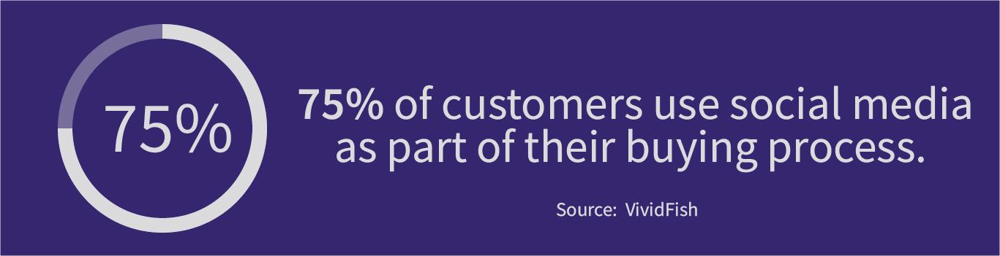 75%
75% of customers use social media
as part of their buying process.
Source: VividFish